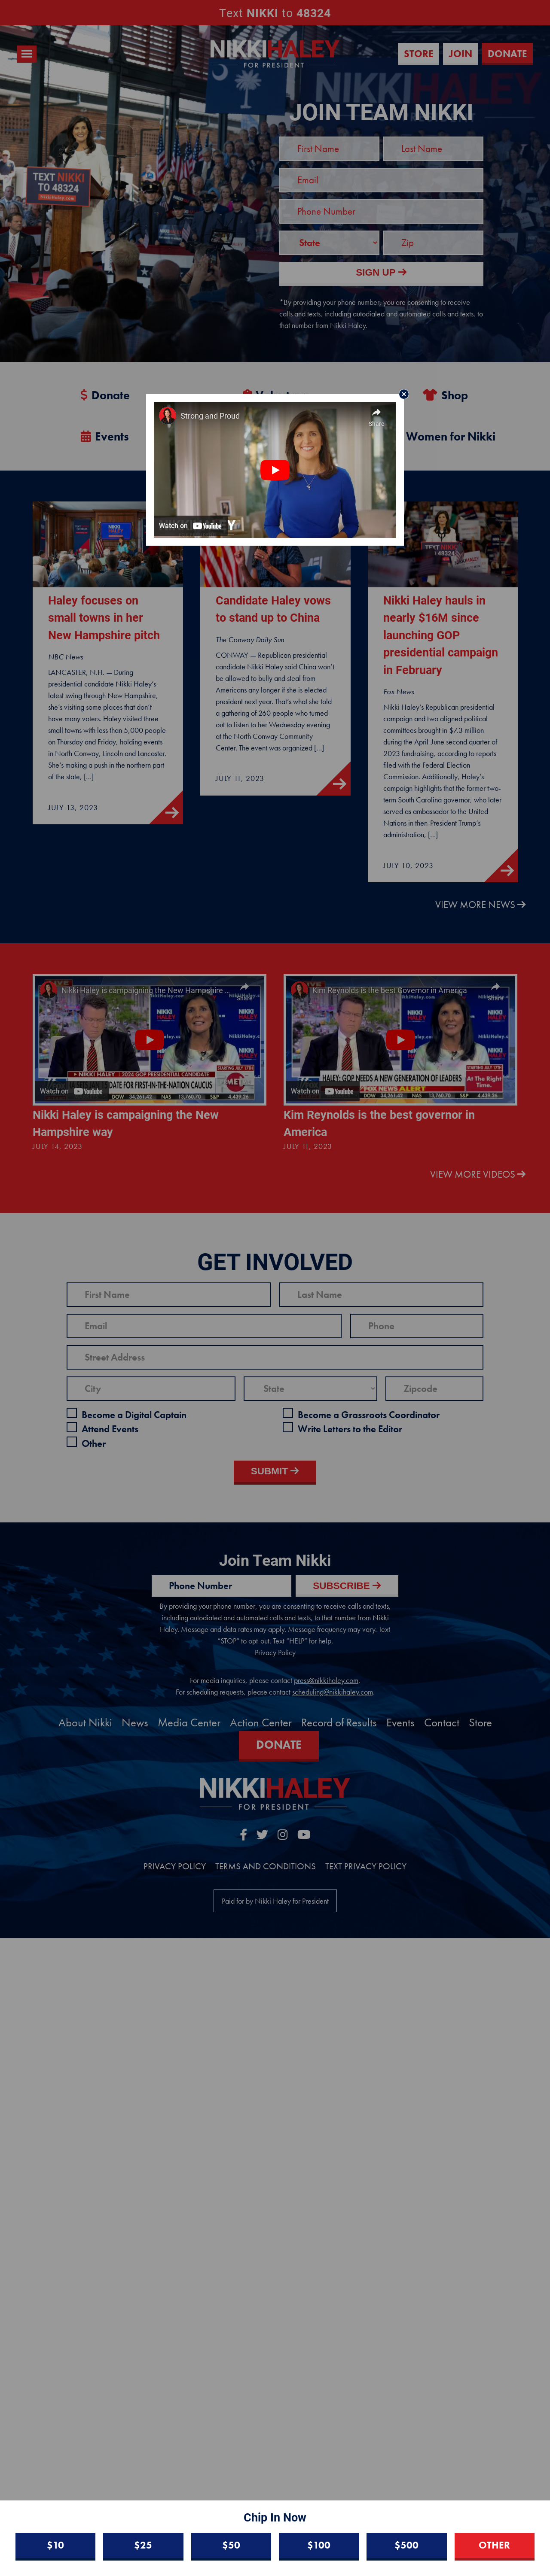 Text NIKKI to 48324
NIKKIHALEY
FOR PRESIDENT
STORE
JOIN
DONATE
TEXT NIKKI
TO 48324
JOIN TEAM NIKKI
First Name
Last Name
Email
Phone Number
State
Zip
SIGN UP
*By providing your phone number, you are consenting to receive
calls and texts, including autodialed and automated calls and texts, to
that number from Nikki Haley.
Donate
Shop
Events
Women for Nikki
Strong and Proud
Share
Watch on YouTube
Haley focuses on
small towns in her
New Hampshire pitch
NBC News
LANCASTER, N.H. — During
presidential candidate Nikki Haley's
latest swing through New Hampshire,
she's visiting some places that don't
have many voters. Haley visited three
small towns with less than 5,000 people
on Thursday and Friday, holding events
in North Conway, Lincoln and Lancaster.
She's making a push in the northern part
of the state, […]
JULY 13, 2023
Candidate Haley vows
to stand up to China
The Conway Daily Sun
CONWAY — Republican presidential
candidate Nikki Haley said China won't
be allowed to bully and steal from
Americans any longer if she is elected
president next year. That's what she told
a gathering of 260 people who turned
out to listen to her Wednesday evening
at the North Conway Community
Center. The event was organized […]
JULY 11, 2023
Nikki Haley hauls in
nearly $16M since
launching GOP
presidential campaign
in February
Fox News
Nikki Haley's Republican presidential
campaign and two aligned political
committees brought in $7.3 million
during the April-June second quarter of
2023 fundraising, according to reports
filed with the Federal Election
Commission. Additionally, Haley's
campaign highlights that the former two-
term South Carolina governor, who later
served as ambassador to the United
Nations in then-President Trump's
administration, […]
JULY 10, 2023
VIEW MORE NEWS
Nikki Haley is campaigning the New Hampshire ...
Share
Watch on YouTube
Nikki Haley is campaigning the New
Hampshire way
JULY 14, 2023
Kim Reynolds is the best Governor in America
Share
HALEY: GOP NEEDS A NEW GENERATION OF LEADERS
Watch on YouTube
Kim Reynolds is the best governor in
America
JULY 11, 2023
VIEW MORE VIDEOS
GET INVOLVED
First Name
Last Name
Email
Phone
Street Address
City
State
Zipcode
Become a Digital Captain
Become a Grassroots Coordinator
Attend Events
Write Letters to the Editor
Other
SUBMIT
Join Team Nikki
Phone Number
SUBSCRIBE
By providing your phone number, you are consenting to receive calls and texts,
including autodialed and automated calls and texts, to that number from Nikki
Haley. Message and data rates may apply. Message frequency may vary. Text
"STOP" to opt-out. Text "HELP" for help.
Privacy Policy
For media inquiries, please contact press@nikkihaley.com.
For scheduling requests, please contact scheduling@nikkihaley.com.
About Nikki News Media Center Action Center Record of Results Events Contact Store
DONATE
NIKKIHALEY
FOR PRESIDENT
PRIVACY POLICY TERMS AND CONDITIONS TEXT PRIVACY POLICY
Paid for by Nikki Haley for President
Chip In Now
$10
$25
$50
$100
$500
OTHER